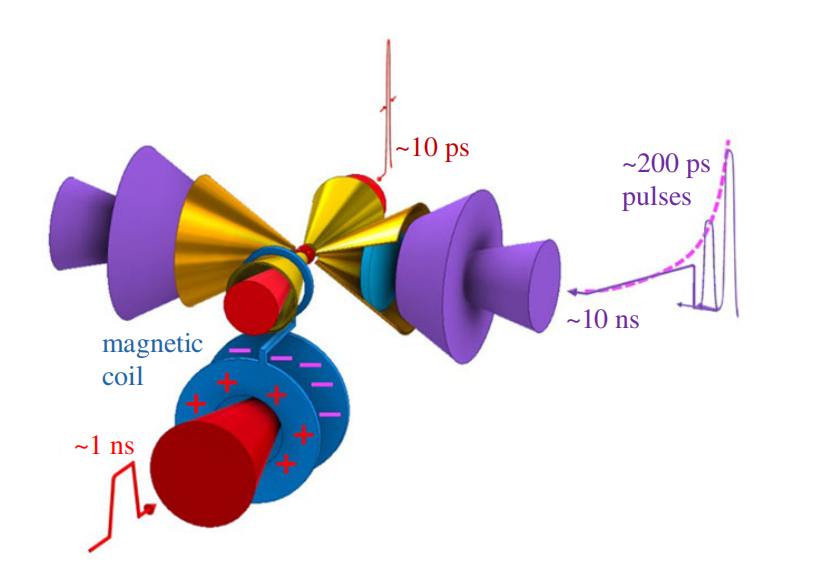 ~10 ps
~200 ps
pulses
~10 ns
magnetic
coil
~1 ns
− − − − −
+ + + + +